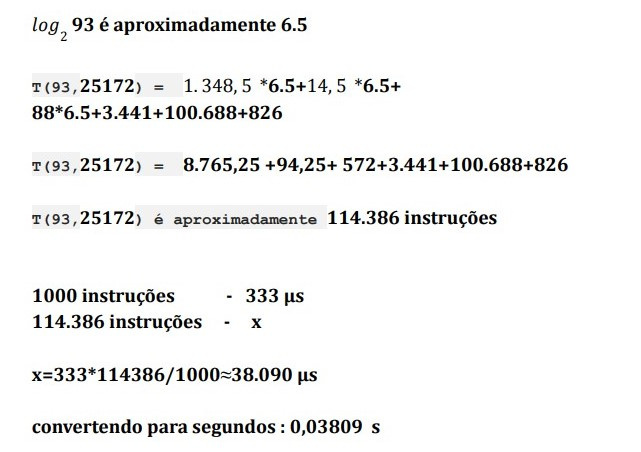 log₂ 93 é aproximadamente 6.5
T(93,25172) = 1.348,5 *6.5+14,5 *6.5+
88*6.5+3.441+100.688+826
T(93,25172) = 8.765,25 +94,25+ 572+3.441+100.688+826
T(93,25172) é aproximadamente 114.386 instruções
1000 instruções - 333 µs
114.386 instruções - x
x=333*114386/1000≈38.090 µs
convertendo para segundos : 0,03809 s